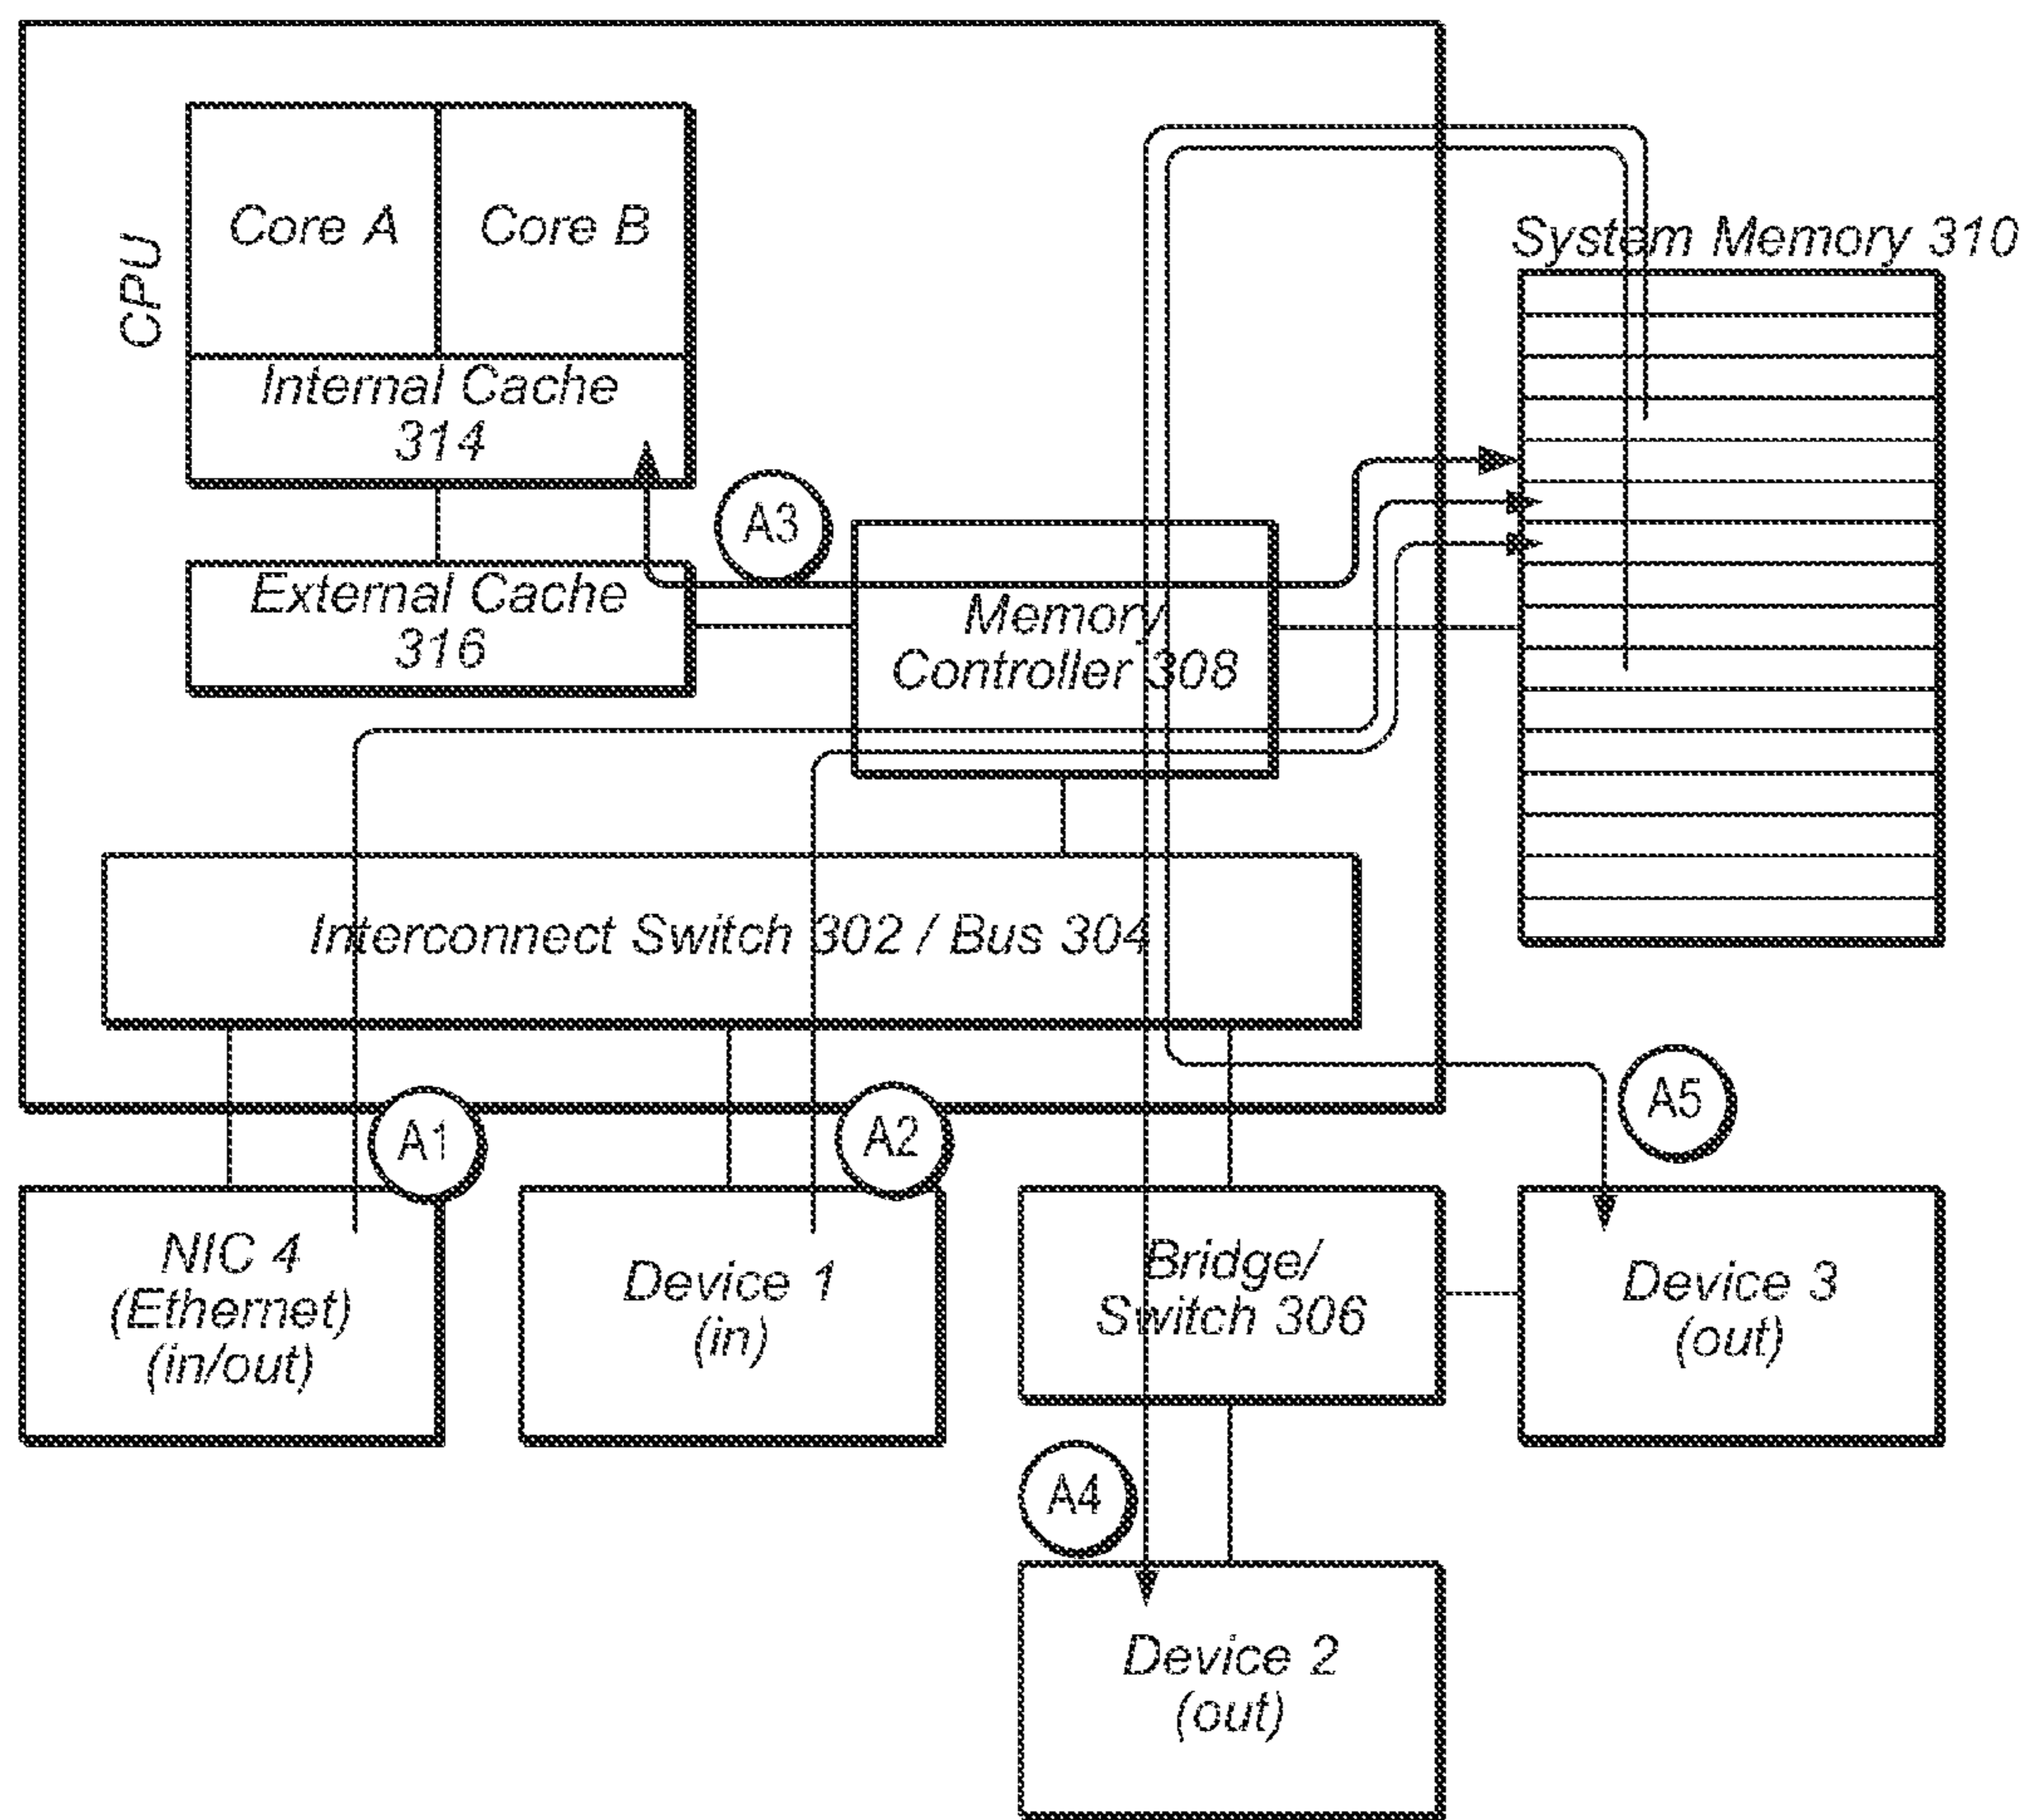 CPU
Core A
Core B
System Memory 310
Internal Cache
314
A3
External Cache
316
Memory
Controller 308
Interconnect Switch 302 / Bus 304
A1
A2
A5
NIC 4
(Ethernet)
(in/out)
Device 1
(in)
Bridge/
Switch 306
Device 3
(out)
A4
Device 2
(out)